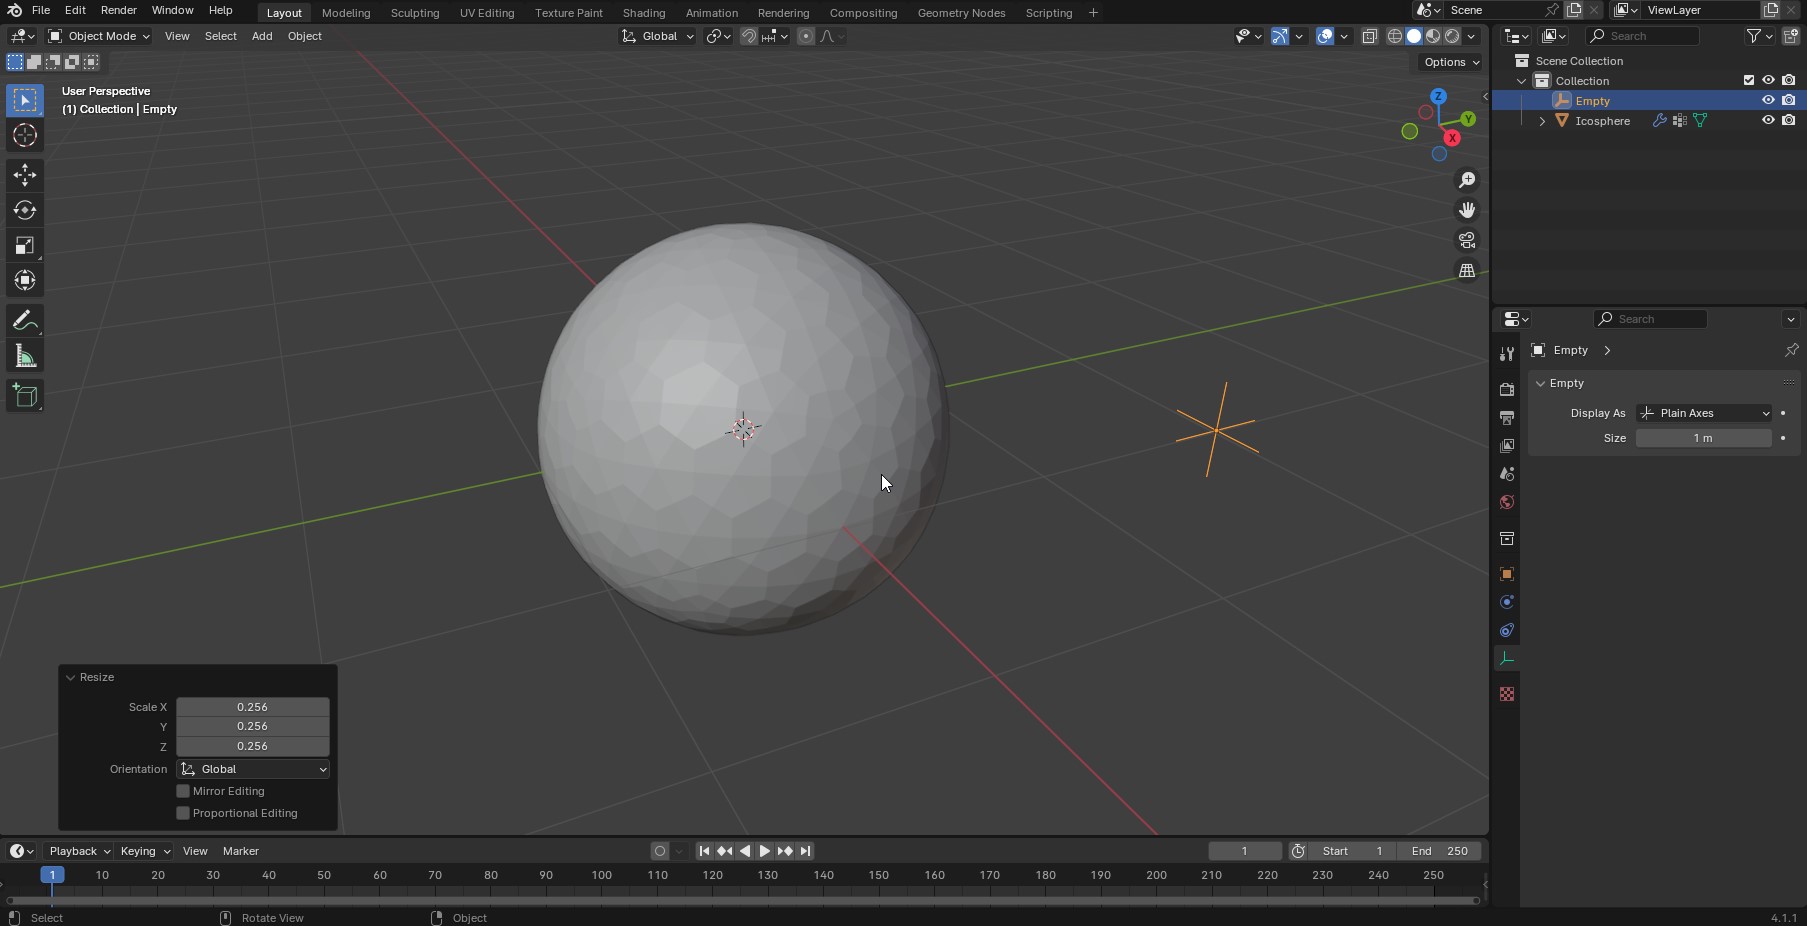 File Edit Render Window Help Layout Modeling Sculpting UV Editing Texture Paint Shading Animation Rendering Compositing Geometry Nodes Scripting + Scene ViewLayer
Object Mode View Select Add Object Global Search
Options
User Perspective
(1) Collection | Empty
Z
Y
X
Scene Collection
Collection
Empty
Icosphere
Search
Empty
Empty
Display As Plain Axes
Size 1 m
Resize
Scale X 0.256
Y 0.256
Z 0.256
Orientation Global
Mirror Editing
Proportional Editing
Playback Keying View Marker 1 Start 1 End 250
1 10 20 30 40 50 60 70 80 90 100 110 120 130 140 150 160 170 180 190 200 210 220 230 240 250
Select Rotate View Object 4.1.1